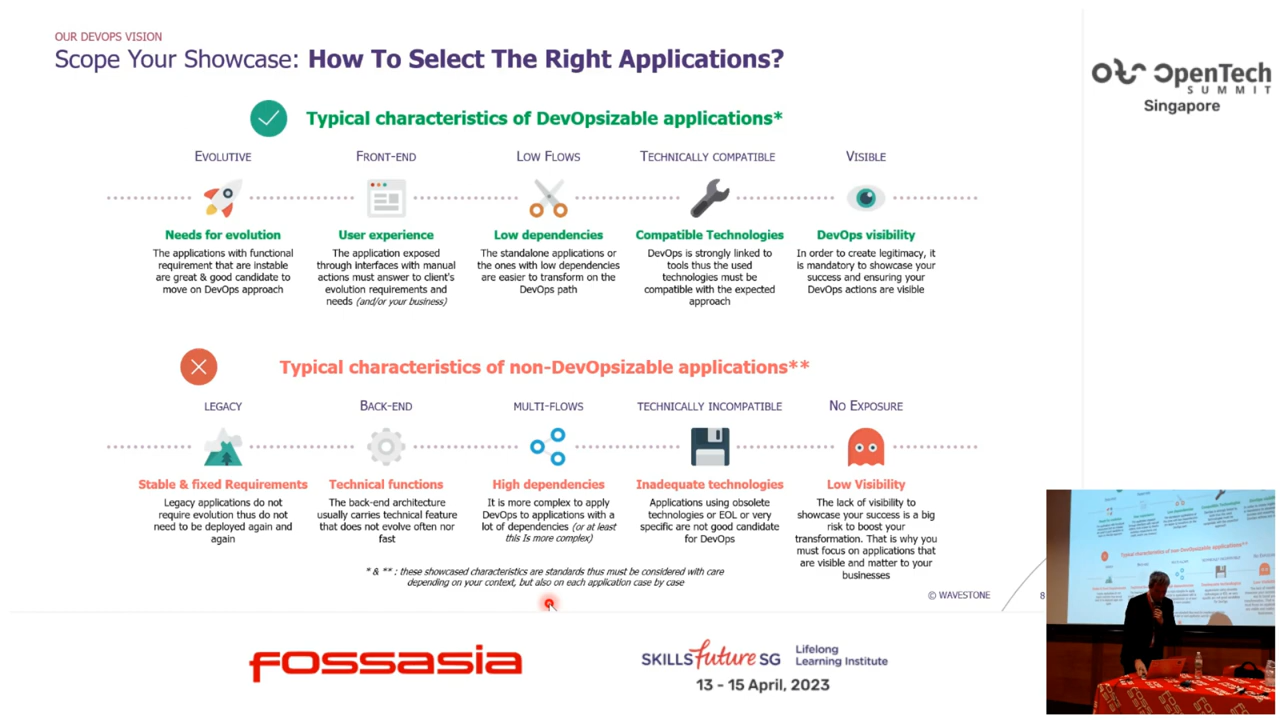 OUR DEVOPS VISION
Scope Your Showcase: How To Select The Right Applications?
OpenTech
SUMMIT
Singapore
Typical characteristics of DevOpsizable applications*
EVOLUTIVE
FRONT-END
LOW FLOWS
TECHNICALLY COMPATIBLE
VISIBLE
Needs for evolution
The applications with functional
requirement that are instable
are great & good candidate to
move on DevOps approach
User experience
The application exposed
through interfaces with manual
actions must answer to client's
evolution requirements and
needs (and/or your business)
Low dependencies
The standalone applications or
the ones with low dependencies
are easier to transform on the
DevOps path
Compatible Technologies
DevOps is strongly linked to
tools thus the used
technologies must be
compatible with the expected
approach
DevOps visibility
In order to create legitimacy, it
is mandatory to showcase your
success and ensuring your
DevOps actions are visible
Typical characteristics of non-DevOpsizable applications**
LEGACY
BACK-END
MULTI-FLOWS
TECHNICALLY INCOMPATIBLE
NO EXPOSURE
Stable & fixed Requirements
Legacy applications do not
require evolution thus do not
need to be deployed again and
again
Technical functions
The back-end architecture
usually carries technical feature
that does not evolve often nor
fast
High dependencies
It is more complex to apply
DevOps to applications with a
lot of dependencies (or at least
this Is more complex)
Inadequate technologies
Applications using obsolete
technologies or EOL or very
specific are not good candidate
for DevOps
Low Visibility
The lack of visibility to
showcase your success is a big
risk to boost your
transformation. That is why you
must focus on applications that
are visible and matter to your
businesses
* & ** : these showcased characteristics are standards thus must be considered with care
depending on your context, but also on each application case by case
© WAVESTONE
8
Typical characteristics of non-DevOpsizable applications**
FOSSASIA
SKILLS future SG
Lifelong
Learning Institute
13 - 15 April, 2023